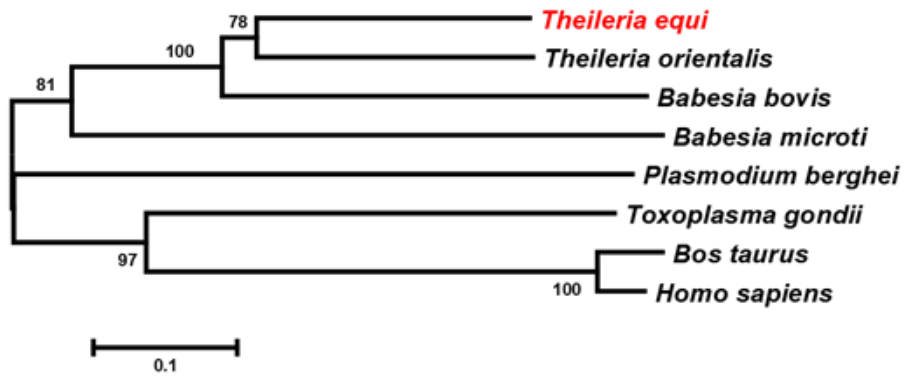 78
Theileria equi
Theileria orientalis
100
Babesia bovis
81
Babesia microti
Plasmodium berghei
Toxoplasma gondii
97
Bos taurus
100
Homo sapiens
0.1